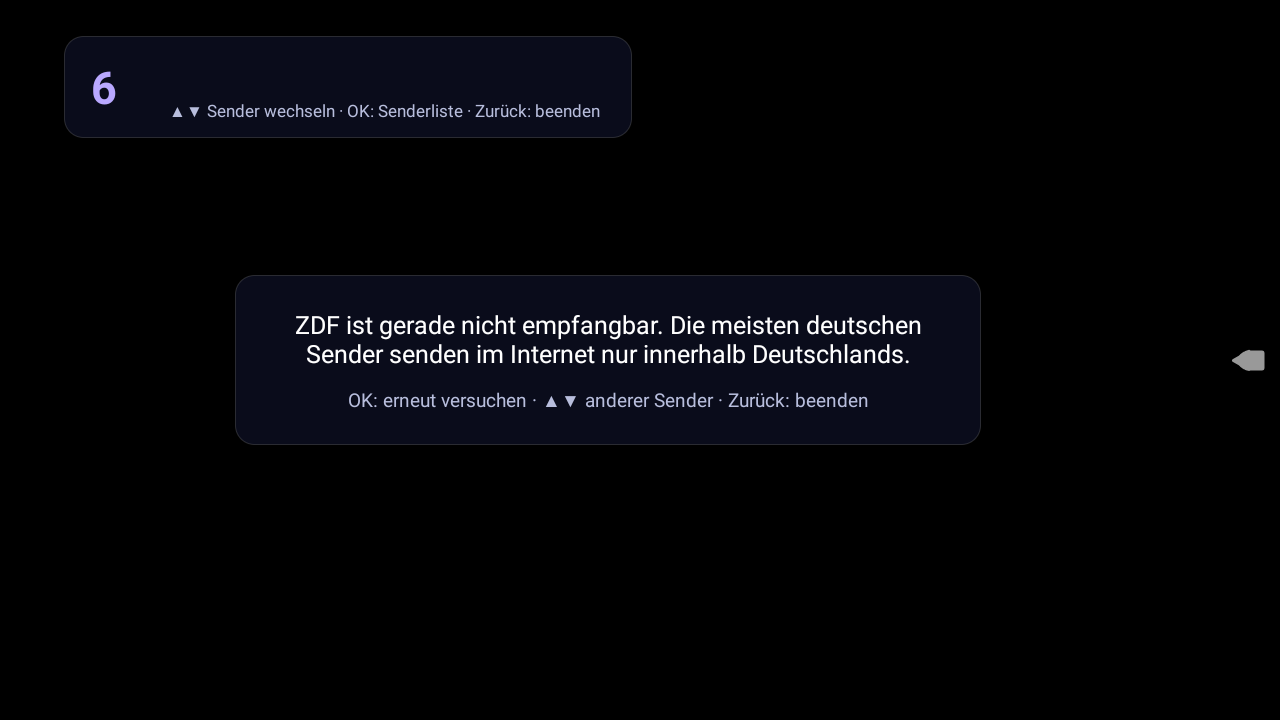 6
▲▼ Sender wechseln · OK: Senderliste · Zurück: beenden
ZDF ist gerade nicht empfangbar. Die meisten deutschen
Sender senden im Internet nur innerhalb Deutschlands.
OK: erneut versuchen · ▲▼ anderer Sender · Zurück: beenden